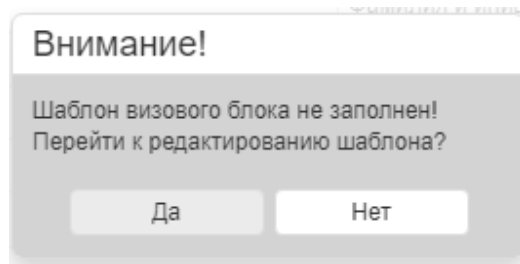 Внимание!
Шаблон визового блока не заполнен!
Перейти к редактированию шаблона?
Да
Нет